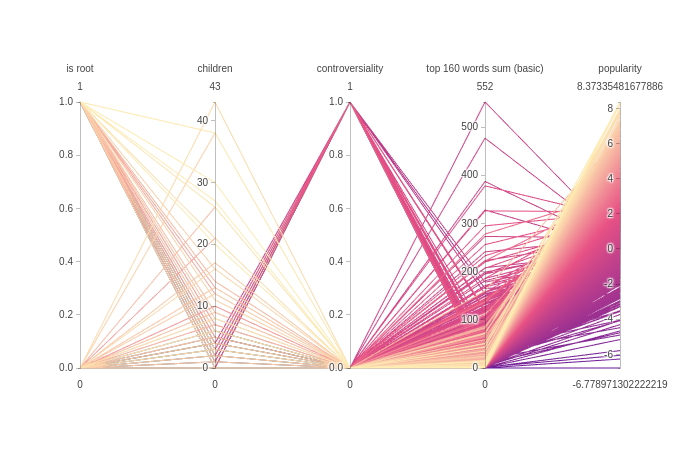 is root children controversiality top 160 words sum (basic) popularity
1 43 1 552 8.37335481677886
1.0 1.0 8
40 500
0.8 0.8 6
30 400 4
0.6 0.6
20 300 2
0.4 0.4 0
200
10 -2
0.2 0.2 100 -4
-6
0.0 0 0.0 0
0 0 0 0 -6.778971302222219